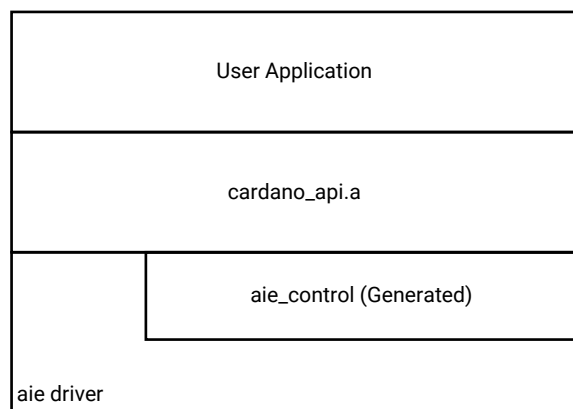 User Application
cardano_api.a
aie_control (Generated)
aie driver